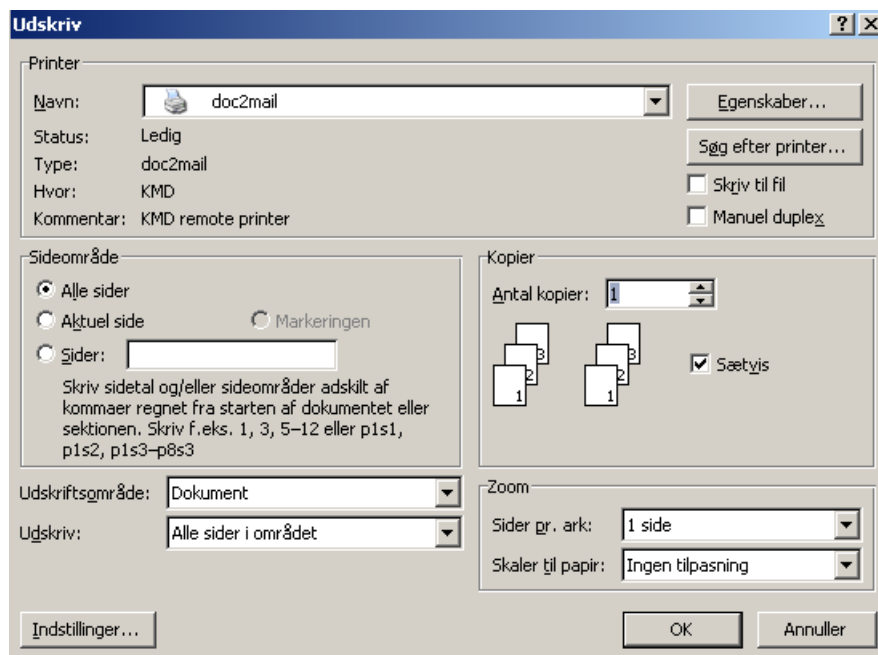 Udskriv
Printer
Navn: doc2mail Egenskaber...
Status: Ledig
Søg efter printer...
Type: doc2mail
Hvor: KMD
Skriv til fil
Kommentar: KMD remote printer
Manuel duplex
Sideområde
Alle sider
Aktuel side Markeringen
Sider:
Skriv sidetal og/eller sideområder adskilt af
kommaer regnet fra starten af dokumentet eller
sektionen. Skriv f.eks. 1, 3, 5–12 eller p1s1,
p1s2, p1s3–p8s3
Kopier
Antal kopier: 1
3 3
2 2
1 1
Sætvis
Udskriftsområde: Dokument
Udskriv: Alle sider i området
Zoom
Sider pr. ark: 1 side
Skaler til papir: Ingen tilpasning
Indstillinger... OK Annuller